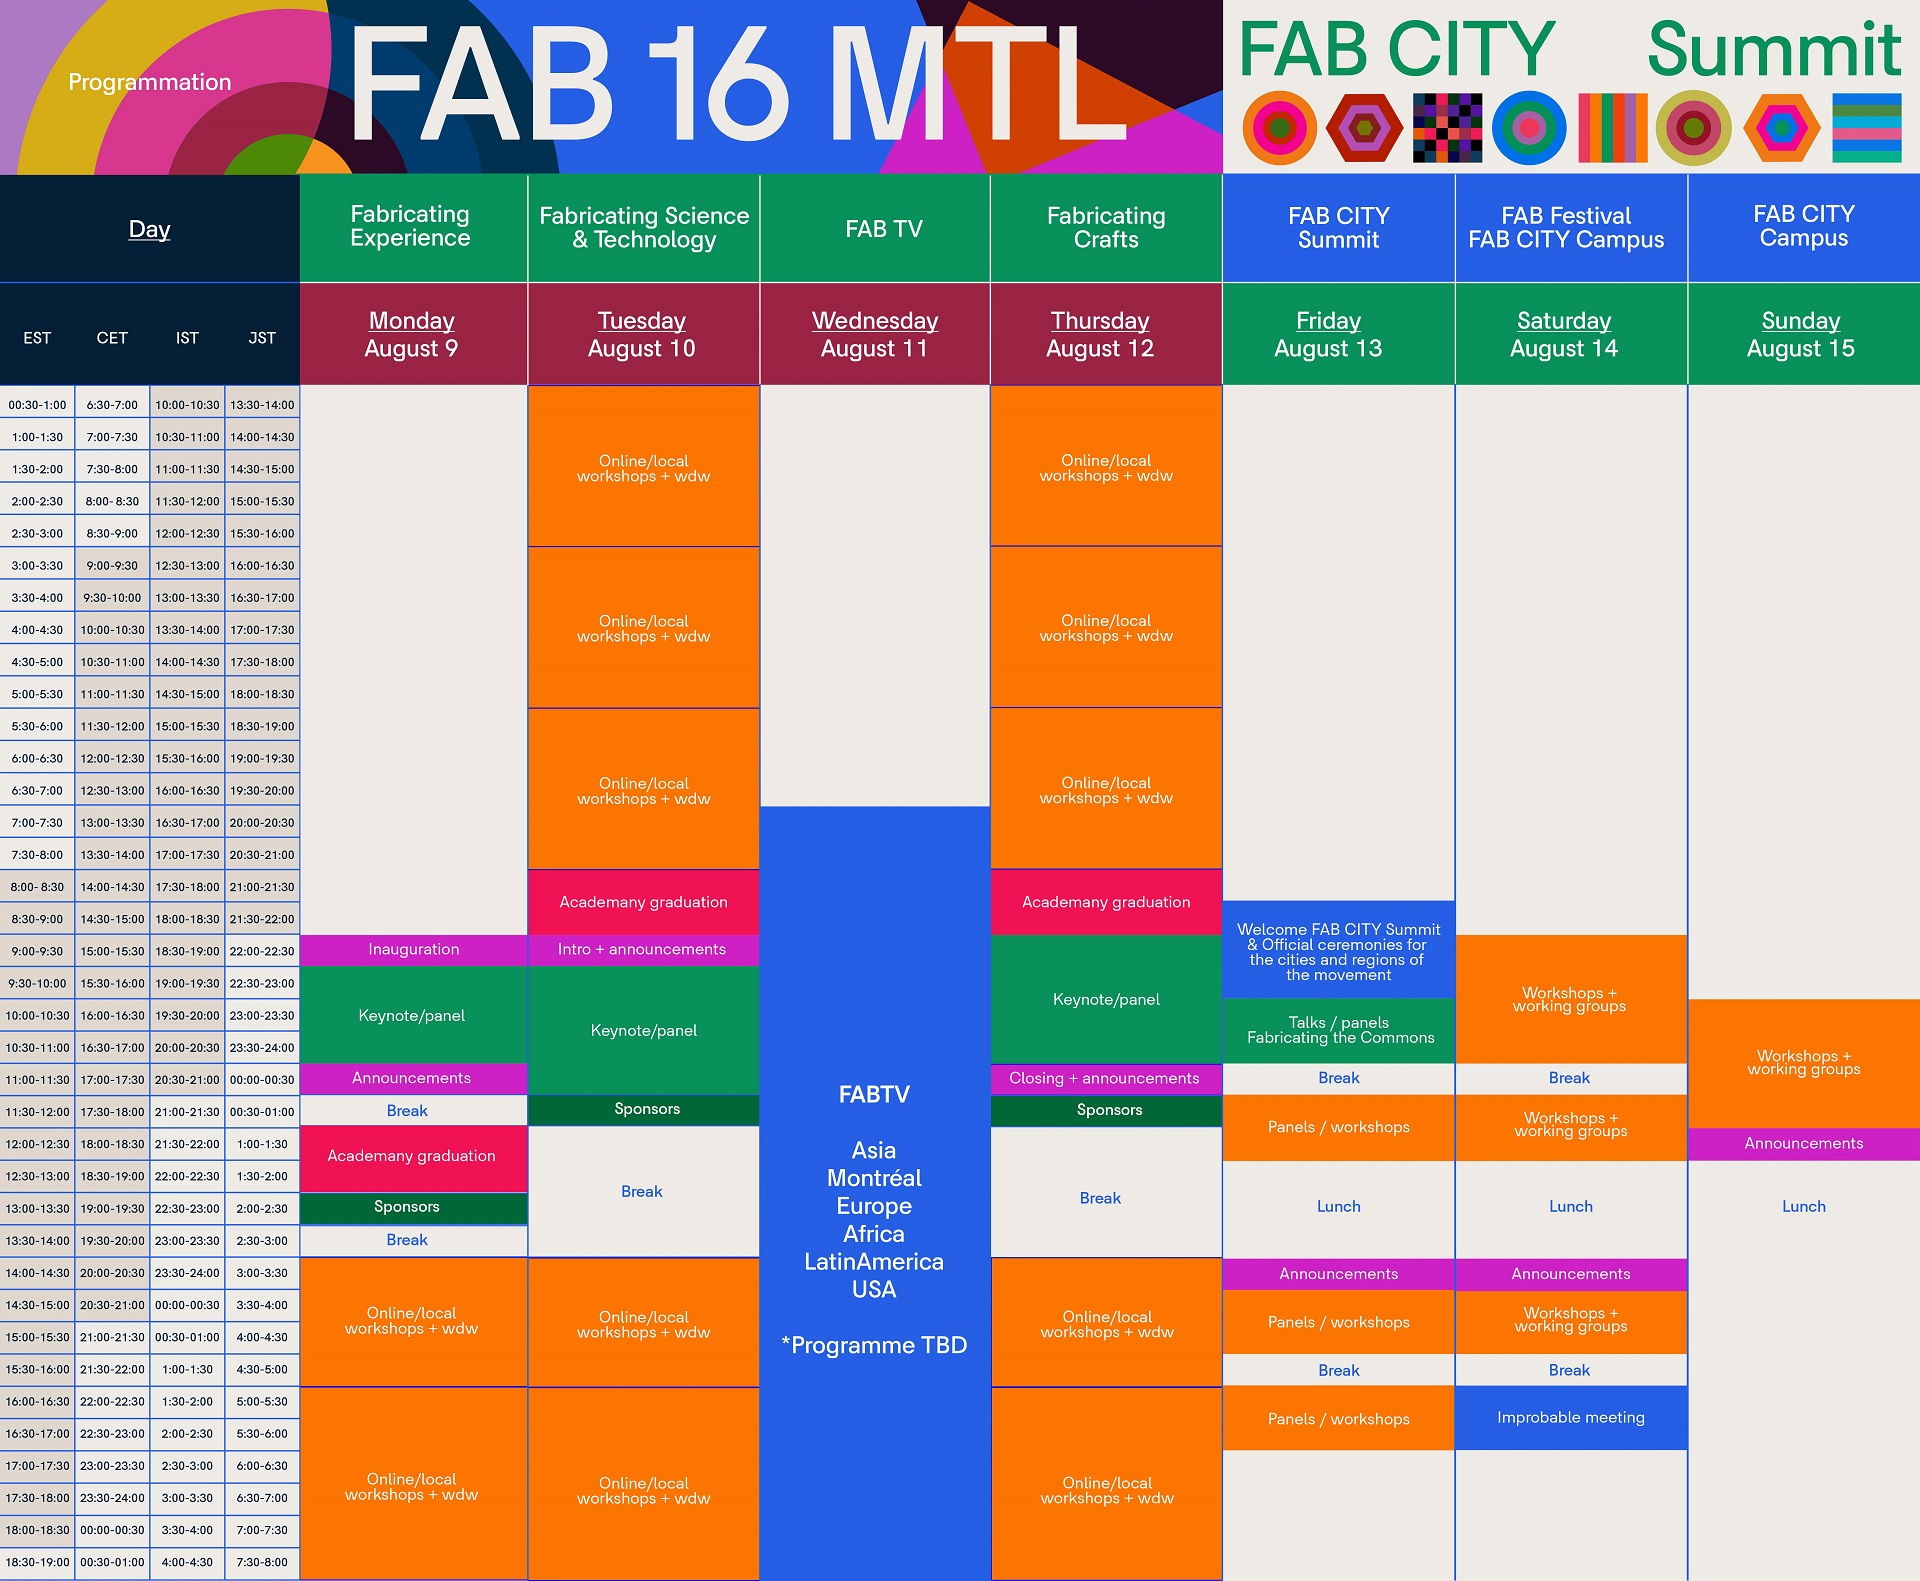 Programmation
FAB 16 MTL
FAB CITY Summit
Day
Fabricating
Experience
Fabricating Science
& Technology
FAB TV
Fabricating
Crafts
FAB CITY
Summit
FAB Festival
FAB CITY Campus
FAB CITY
Campus
EST CET IST JST
Monday
August 9
Tuesday
August 10
Wednesday
August 11
Thursday
August 12
Friday
August 13
Saturday
August 14
Sunday
August 15
00:30-1:00 6:30-7:00 10:00-10:30 13:30-14:00
1:00-1:30 7:00-7:30 10:30-11:00 14:00-14:30
1:30-2:00 7:30-8:00 11:00-11:30 14:30-15:00
2:00-2:30 8:00- 8:30 11:30-12:00 15:00-15:30
2:30-3:00 8:30-9:00 12:00-12:30 15:30-16:00
3:00-3:30 9:00-9:30 12:30-13:00 16:00-16:30
3:30-4:00 9:30-10:00 13:00-13:30 16:30-17:00
4:00-4:30 10:00-10:30 13:30-14:00 17:00-17:30
4:30-5:00 10:30-11:00 14:00-14:30 17:30-18:00
5:00-5:30 11:00-11:30 14:30-15:00 18:00-18:30
5:30-6:00 11:30-12:00 15:00-15:30 18:30-19:00
6:00-6:30 12:00-12:30 15:30-16:00 19:00-19:30
6:30-7:00 12:30-13:00 16:00-16:30 19:30-20:00
7:00-7:30 13:00-13:30 16:30-17:00 20:00-20:30
7:30-8:00 13:30-14:00 17:00-17:30 20:30-21:00
8:00- 8:30 14:00-14:30 17:30-18:00 21:00-21:30
8:30-9:00 14:30-15:00 18:00-18:30 21:30-22:00
9:00-9:30 15:00-15:30 18:30-19:00 22:00-22:30
9:30-10:00 15:30-16:00 19:00-19:30 22:30-23:00
10:00-10:30 16:00-16:30 19:30-20:00 23:00-23:30
10:30-11:00 16:30-17:00 20:00-20:30 23:30-24:00
11:00-11:30 17:00-17:30 20:30-21:00 00:00-00:30
11:30-12:00 17:30-18:00 21:00-21:30 00:30-01:00
12:00-12:30 18:00-18:30 21:30-22:00 1:00-1:30
12:30-13:00 18:30-19:00 22:00-22:30 1:30-2:00
13:00-13:30 19:00-19:30 22:30-23:00 2:00-2:30
13:30-14:00 19:30-20:00 23:00-23:30 2:30-3:00
14:00-14:30 20:00-20:30 23:30-24:00 3:00-3:30
14:30-15:00 20:30-21:00 00:00-00:30 3:30-4:00
15:00-15:30 21:00-21:30 00:30-01:00 4:00-4:30
15:30-16:00 21:30-22:00 1:00-1:30 4:30-5:00
16:00-16:30 22:00-22:30 1:30-2:00 5:00-5:30
16:30-17:00 22:30-23:00 2:00-2:30 5:30-6:00
17:00-17:30 23:00-23:30 2:30-3:00 6:00-6:30
17:30-18:00 23:30-24:00 3:00-3:30 6:30-7:00
18:00-18:30 00:00-00:30 3:30-4:00 7:00-7:30
18:30-19:00 00:30-01:00 4:00-4:30 7:30-8:00
Inauguration
Keynote/panel
Announcements
Break
Academany graduation
Sponsors
Break
Online/local
workshops + wdw
Online/local
workshops + wdw
Online/local
workshops + wdw
Online/local
workshops + wdw
Online/local
workshops + wdw
Academany graduation
Intro + announcements
Keynote/panel
Sponsors
Break
Online/local
workshops + wdw
Online/local
workshops + wdw
FABTV
Asia
Montréal
Europe
Africa
LatinAmerica
USA
*Programme TBD
Online/local
workshops + wdw
Online/local
workshops + wdw
Online/local
workshops + wdw
Academany graduation
Keynote/panel
Closing + announcements
Sponsors
Break
Online/local
workshops + wdw
Online/local
workshops + wdw
Welcome FAB CITY Summit
& Official ceremonies for
the cities and regions of
the movement
Talks / panels
Fabricating the Commons
Break
Panels / workshops
Lunch
Announcements
Panels / workshops
Break
Panels / workshops
Workshops +
working groups
Break
Workshops +
working groups
Lunch
Announcements
Workshops +
working groups
Break
Improbable meeting
Workshops +
working groups
Announcements
Lunch